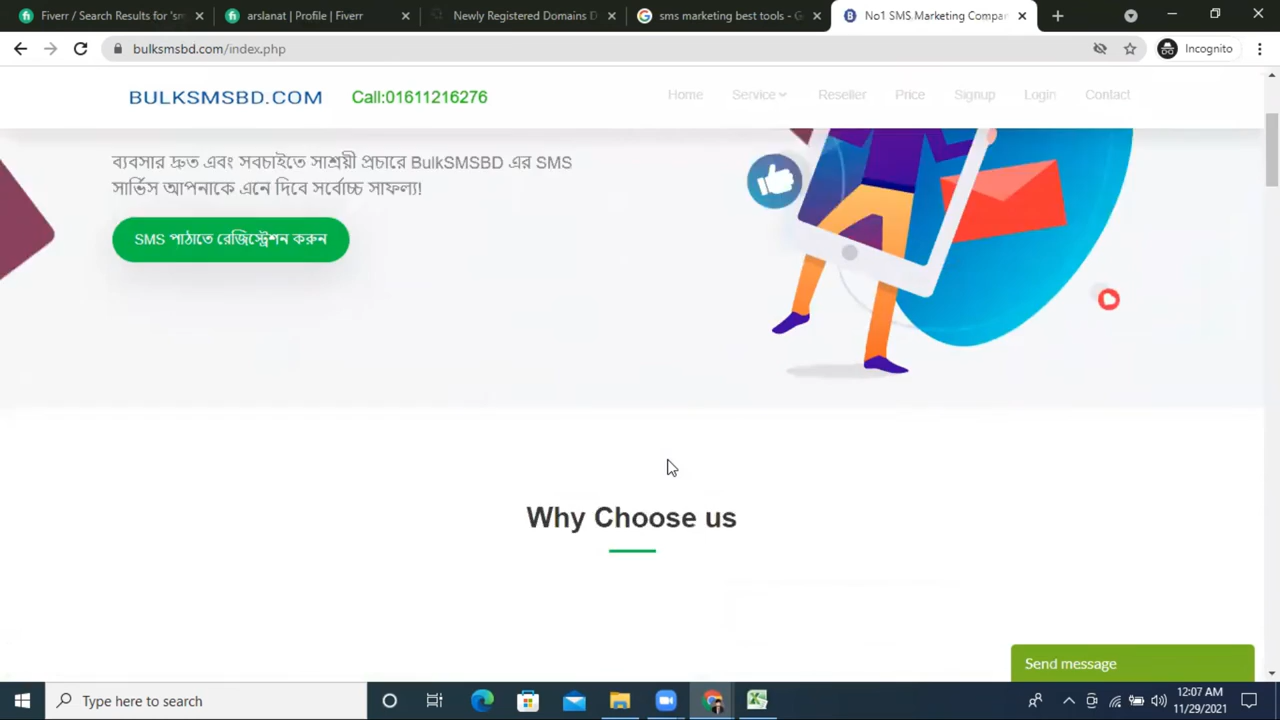 Fiverr / Search Results for 'sm
arslanat | Profile | Fiverr
Newly Registered Domains D
sms marketing best tools - G
No1 SMS Marketing Compan
bulksmsbd.com/index.php
Incognito
BULKSMSBD.COM
Call:01611216276
Home
Service
Reseller
Price
Signup
Login
Contact
ব্যবসার দ্রুত এবং সবচাইতে সাশ্রয়ী প্রচারে BulkSMSBD এর SMS
সার্ভিস আপনাকে এনে দিবে সর্বোচ্চ সাফল্য!
SMS পাঠাতে রেজিস্ট্রেশন করুন
Why Choose us
Send message
Type here to search
12:07 AM
11/29/2021